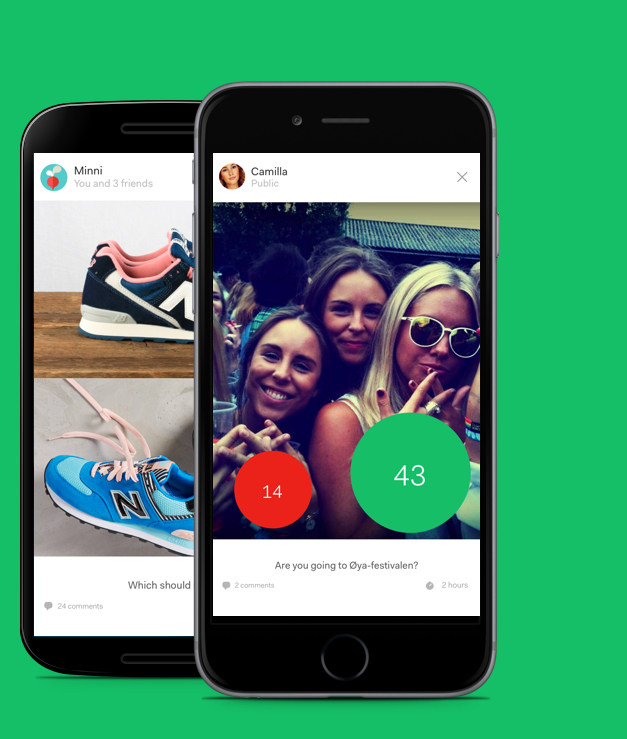 Minni
You and 3 friends
N
Which should
24 comments
Camilla
Public
14
43
Are you going to Øya-festivalen?
2 comments
2 hours